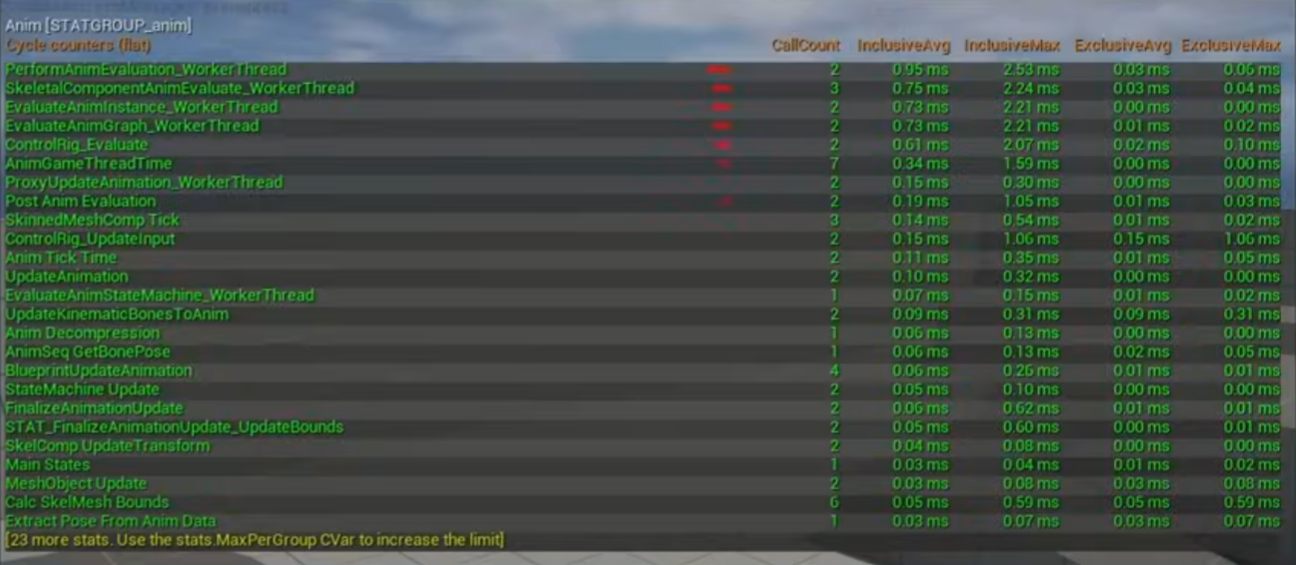 Anim [STATGROUP_anim]
Cycle counters (flat) CallCount InclusiveAvg InclusiveMax ExclusiveAvg ExclusiveMax
PerformAnimEvaluation_WorkerThread 2 0.95 ms 2.53 ms 0.03 ms 0.06 ms
SkeletalComponentAnimEvaluate_WorkerThread 3 0.75 ms 2.24 ms 0.03 ms 0.04 ms
EvaluateAnimInstance_WorkerThread 2 0.73 ms 2.21 ms 0.00 ms 0.00 ms
EvaluateAnimGraph_WorkerThread 2 0.73 ms 2.21 ms 0.01 ms 0.02 ms
ControlRig_Evaluate 2 0.61 ms 2.07 ms 0.02 ms 0.10 ms
AnimGameThreadTime 7 0.34 ms 1.59 ms 0.00 ms 0.00 ms
ProxyUpdateAnimation_WorkerThread 2 0.15 ms 0.30 ms 0.00 ms 0.00 ms
Post Anim Evaluation 2 0.19 ms 1.05 ms 0.01 ms 0.03 ms
SkinnedMeshComp Tick 3 0.14 ms 0.54 ms 0.01 ms 0.02 ms
ControlRig_UpdateInput 2 0.15 ms 1.06 ms 0.15 ms 1.06 ms
Anim Tick Time 2 0.11 ms 0.35 ms 0.01 ms 0.05 ms
UpdateAnimation 2 0.10 ms 0.32 ms 0.00 ms 0.00 ms
EvaluateAnimStateMachine_WorkerThread 1 0.07 ms 0.15 ms 0.01 ms 0.02 ms
UpdateKinematicBonesToAnim 2 0.09 ms 0.31 ms 0.09 ms 0.31 ms
Anim Decompression 1 0.06 ms 0.13 ms 0.00 ms 0.00 ms
AnimSeq GetBonePose 1 0.06 ms 0.13 ms 0.02 ms 0.05 ms
BlueprintUpdateAnimation 4 0.06 ms 0.26 ms 0.01 ms 0.01 ms
StateMachine Update 2 0.05 ms 0.10 ms 0.00 ms 0.00 ms
FinalizeAnimationUpdate 2 0.06 ms 0.62 ms 0.01 ms 0.01 ms
STAT_FinalizeAnimationUpdate_UpdateBounds 2 0.05 ms 0.60 ms 0.00 ms 0.01 ms
SkelComp UpdateTransform 2 0.04 ms 0.08 ms 0.00 ms 0.00 ms
Main States 1 0.03 ms 0.04 ms 0.01 ms 0.02 ms
MeshObject Update 2 0.03 ms 0.08 ms 0.03 ms 0.08 ms
Calc SkelMesh Bounds 6 0.05 ms 0.59 ms 0.05 ms 0.59 ms
Extract Pose From Anim Data 1 0.03 ms 0.07 ms 0.03 ms 0.07 ms
[23 more stats. Use the stats.MaxPerGroup CVar to increase the limit]